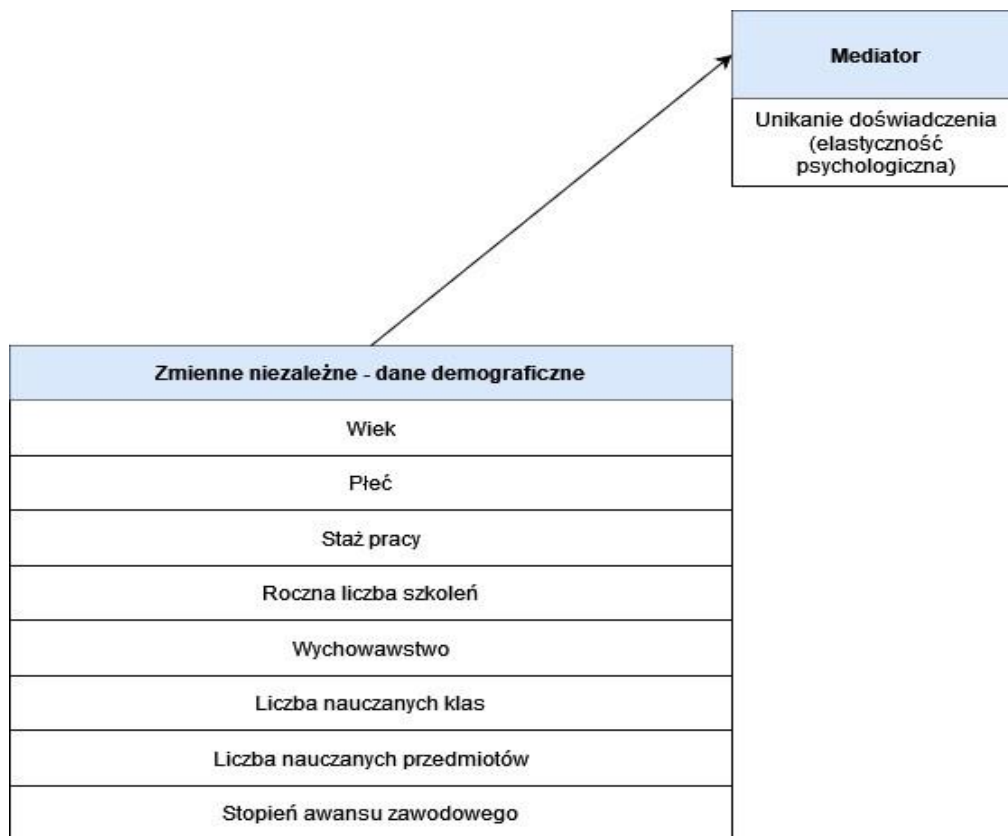 Mediator
Unikanie doświadczenia
(elastyczność
psychologiczna)
Zmienne niezależne - dane demograficzne
Wiek
Płeć
Staż pracy
Roczna liczba szkoleń
Wychowawstwo
Liczba nauczanych klas
Liczba nauczanych przedmiotów
Stopień awansu zawodowego